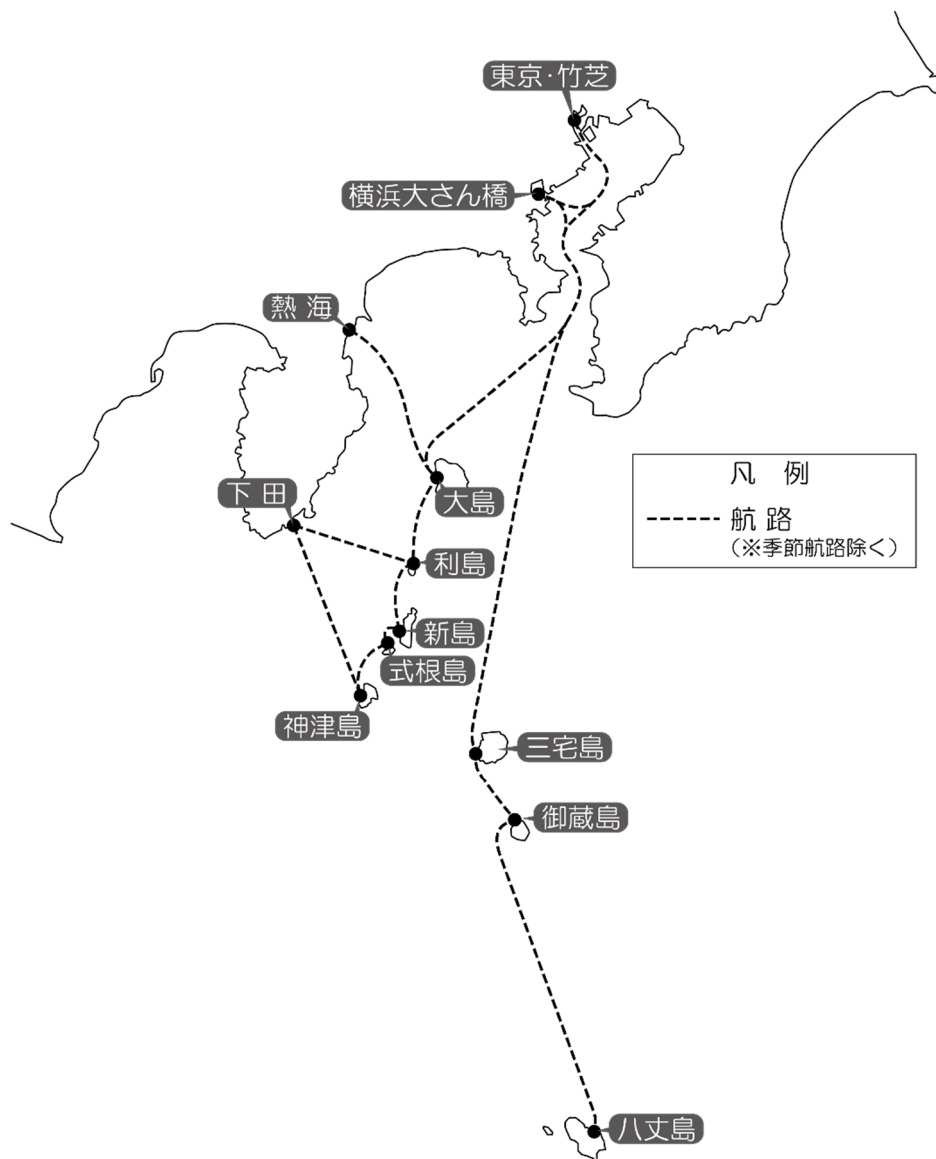 東京・竹芝
横浜大さん橋
熱海
凡例
航路
（※季節航路除く）
下田
大島
利島
新島
式根島
神津島
三宅島
御蔵島
八丈島